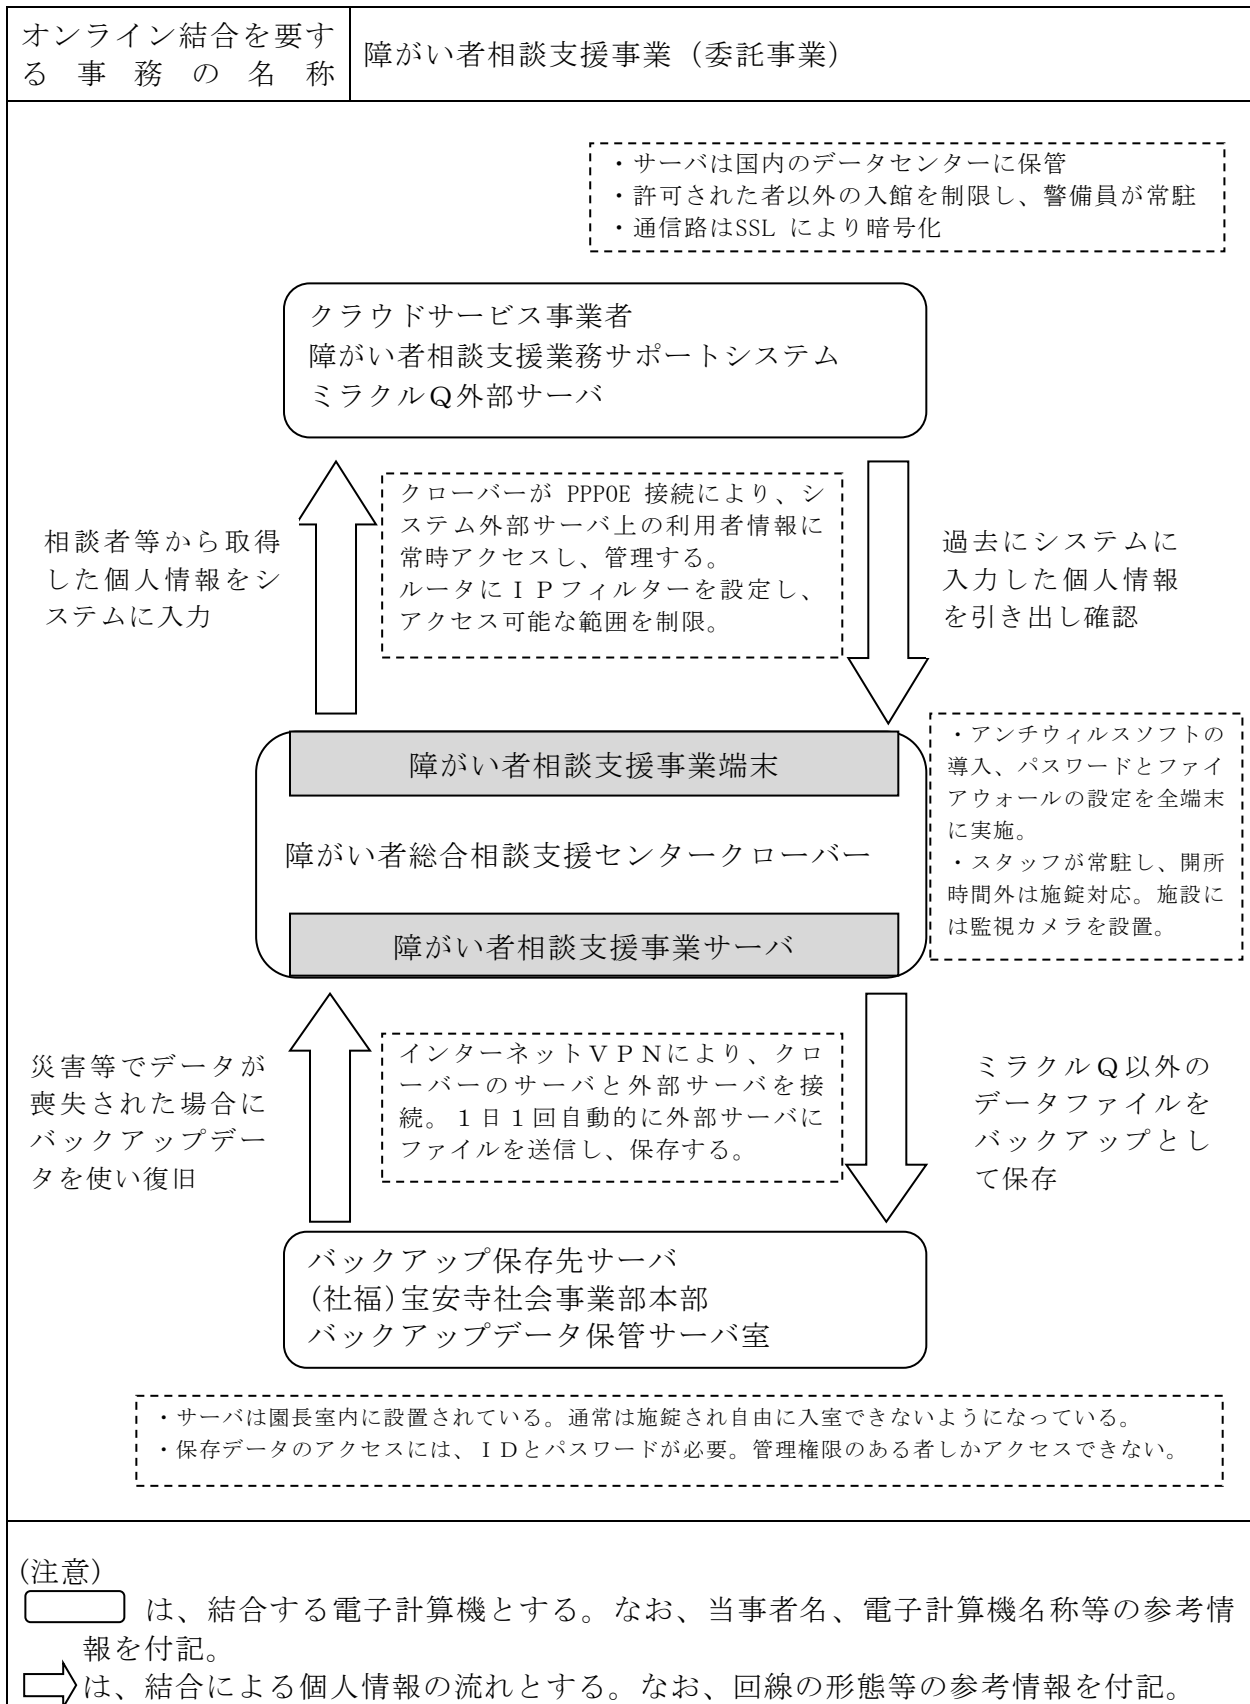 オンライン結合を要す
る事務の名称
障がい者相談支援事業（委託事業）
・サーバは国内のデータセンターに保管
・許可された者以外の入館を制限し、警備員が常駐
・通信路はSSL により暗号化
クラウドサービス事業者
障がい者相談支援業務サポートシステム
ミラクルＱ外部サーバ
相談者等から取得
した個人情報をシ
ステムに入力
クローバーが PPPOE 接続により、シ
ステム外部サーバ上の利用者情報に
常時アクセスし、管理する。
ルータにＩＰフィルターを設定し、
アクセス可能な範囲を制限。
過去にシステムに
入力した個人情報
を引き出し確認
障がい者相談支援事業端末
障がい者総合相談支援センタークローバー
障がい者相談支援事業サーバ
・アンチウィルスソフトの
導入、パスワードとファイ
アウォールの設定を全端末
に実施。
・スタッフが常駐し、開所
時間外は施錠対応。施設に
は監視カメラを設置。
災害等でデータが
喪失された場合に
バックアップデー
タを使い復旧
インターネットＶＰＮにより、クロ
ーバーのサーバと外部サーバを接
続。１日１回自動的に外部サーバに
ファイルを送信し、保存する。
ミラクルＱ以外の
データファイルを
バックアップとし
て保存
バックアップ保存先サーバ
(社福)宝安寺社会事業部本部
バックアップデータ保管サーバ室
・サーバは園長室内に設置されている。通常は施錠され自由に入室できないようになっている。
・保存データのアクセスには、ＩＤとパスワードが必要。管理権限のある者しかアクセスできない。
(注意)
は、結合する電子計算機とする。なお、当事者名、電子計算機名称等の参考情
報を付記。
は、結合による個人情報の流れとする。なお、回線の形態等の参考情報を付記。